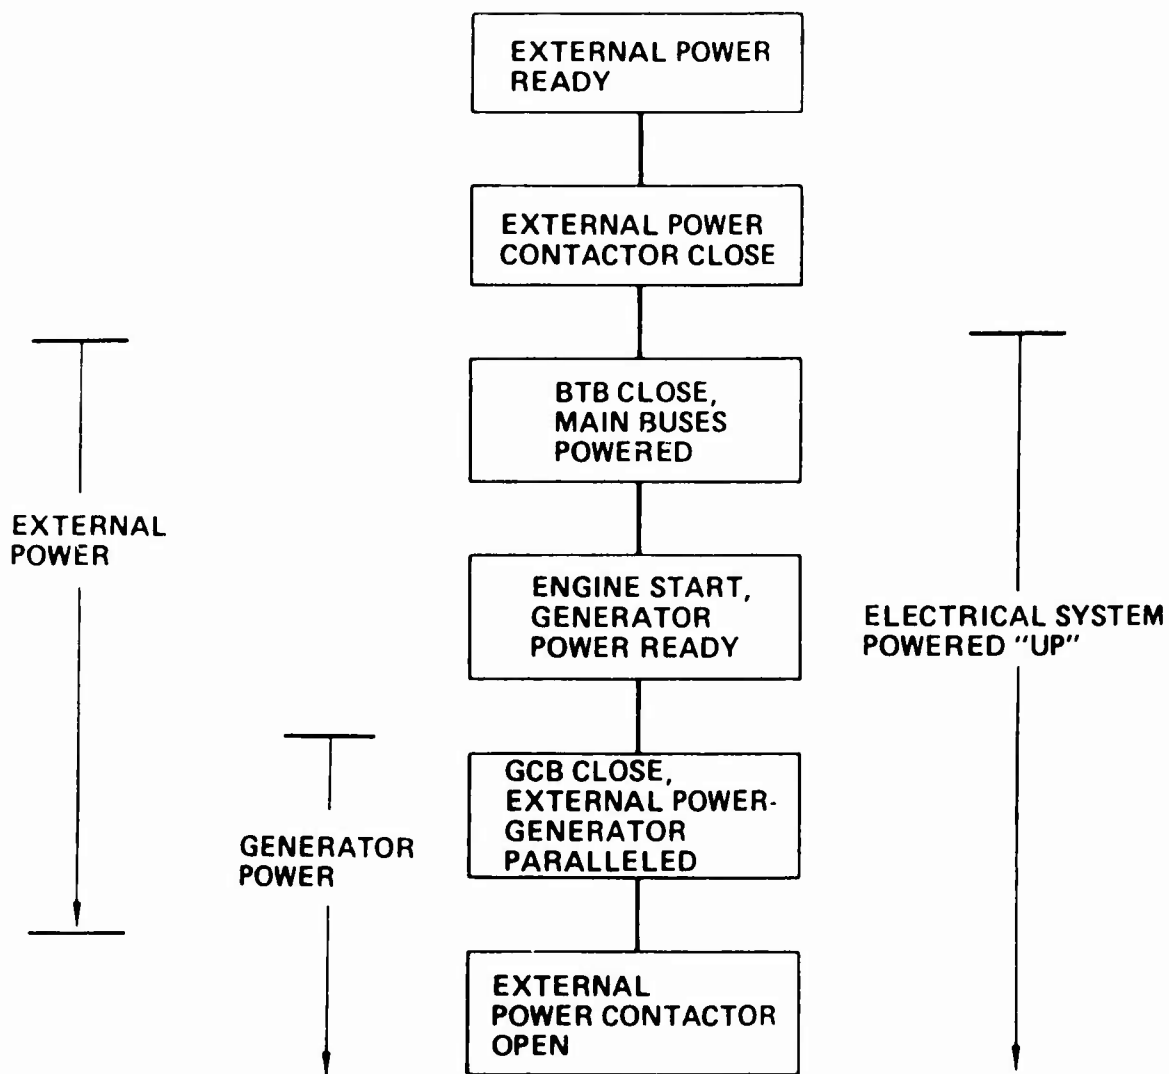 EXTERNAL POWER
READY
EXTERNAL POWER
CONTACTOR CLOSE
BTB CLOSE,
MAIN BUSES
POWERED
EXTERNAL
POWER
ENGINE START,
GENERATOR
POWER READY
ELECTRICAL SYSTEM
POWERED "UP"
GCB CLOSE,
EXTERNAL POWER-
GENERATOR
PARALLELED
GENERATOR
POWER
EXTERNAL
POWER CONTACTOR
OPEN